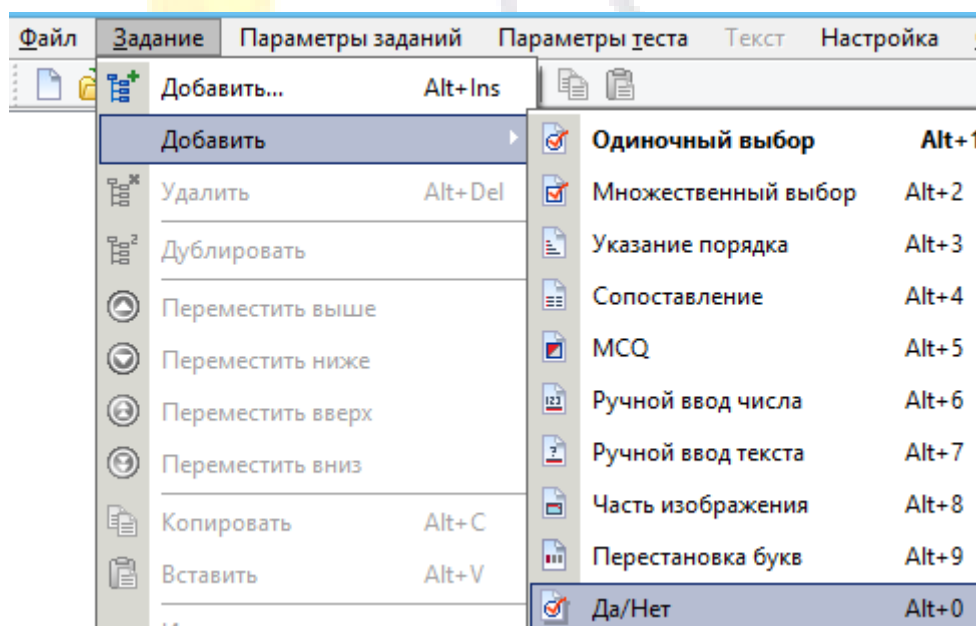 Файл Задание Параметры заданий Параметры теста Текст Настройка
Добавить... Alt+Ins
Добавить
Удалить Alt+Del
Дублировать
Переместить выше
Переместить ниже
Переместить вверх
Переместить вниз
Копировать Alt+C
Вставить Alt+V
Одиночный выбор Alt+1
Множественный выбор Alt+2
Указание порядка Alt+3
Сопоставление Alt+4
MCQ Alt+5
Ручной ввод числа Alt+6
Ручной ввод текста Alt+7
Часть изображения Alt+8
Перестановка букв Alt+9
Да/Нет Alt+0